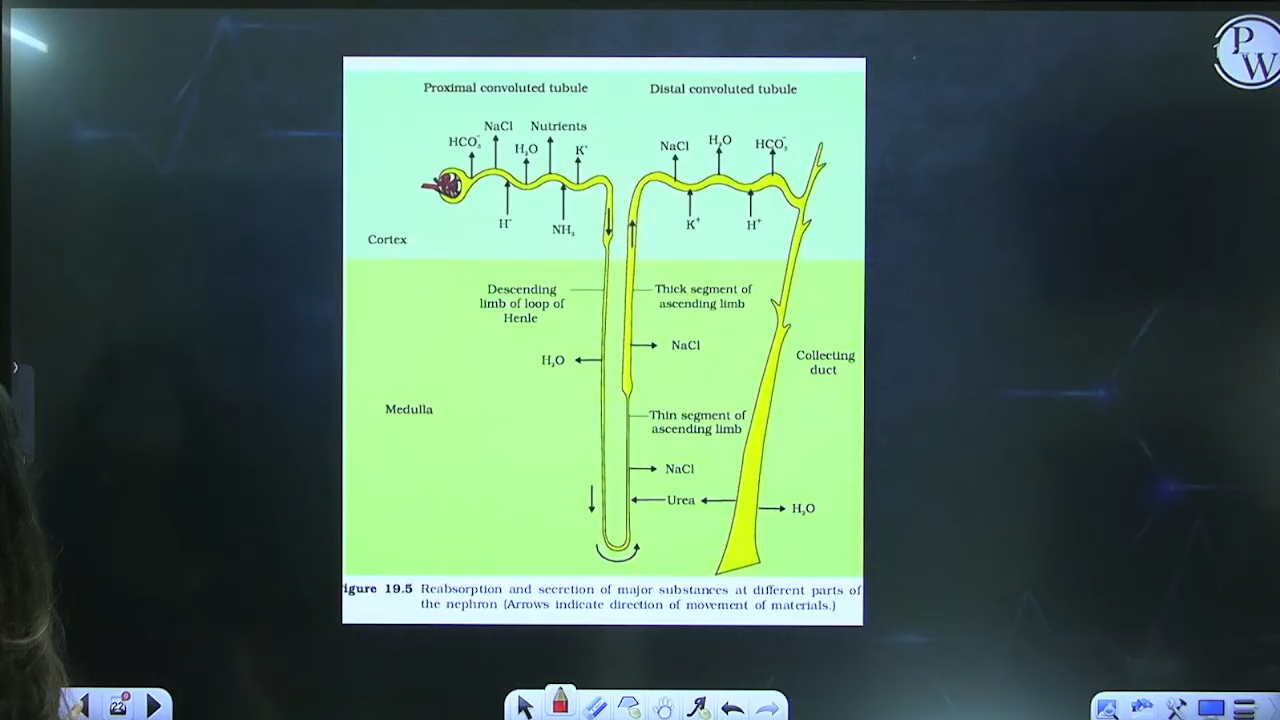 P
W
Proximal convoluted tubule
Distal convoluted tubule
NaCl
Nutrients
HCO₃⁻
H₂O
K⁺
NaCl
H₂O
HCO₃⁻
H⁺
NH₃
K⁺
H⁺
Cortex
Descending
limb of loop of
Henle
Thick segment of
ascending limb
H₂O
NaCl
Collecting
duct
Medulla
Thin segment of
ascending limb
NaCl
Urea
H₂O
igure 19.5 Reabsorption and secretion of major substances at different parts of
the nephron (Arrows indicate direction of movement of materials.)
22